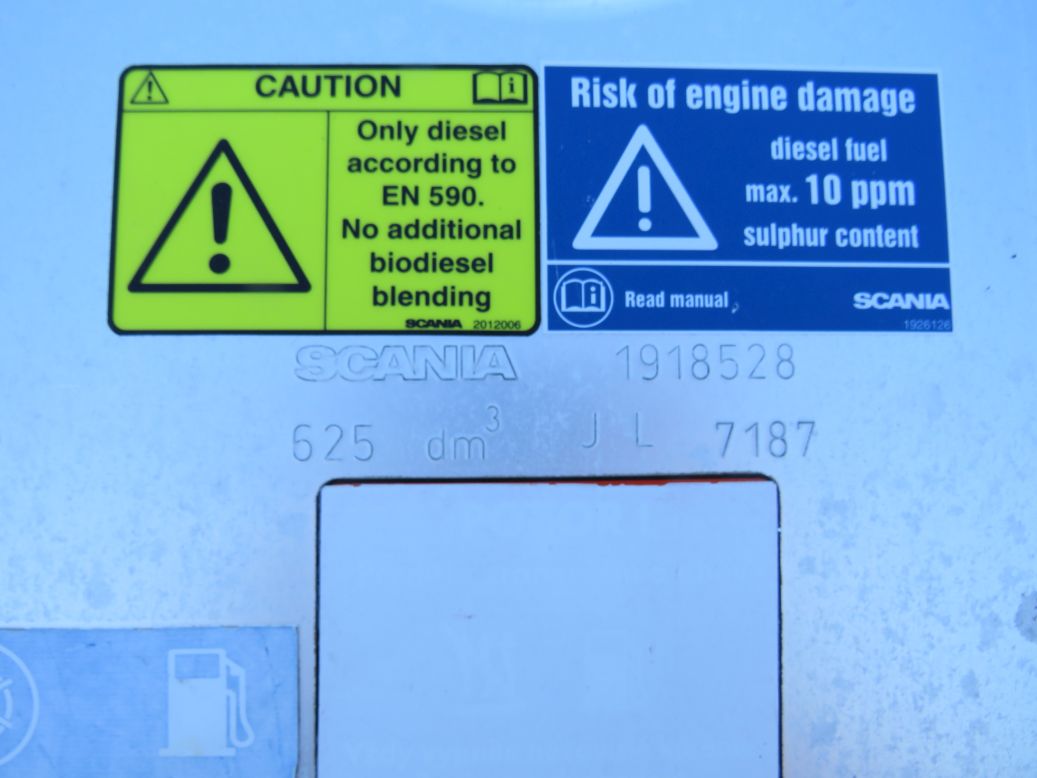 CAUTION
Only diesel
according to
EN 590.
No additional
biodiesel
blending
SCANIA 2012006
Risk of engine damage
diesel fuel
max. 10 ppm
sulphur content
Read manual
SCANIA
1926126
SCANIA 1918528
625 dm³ J L 7187